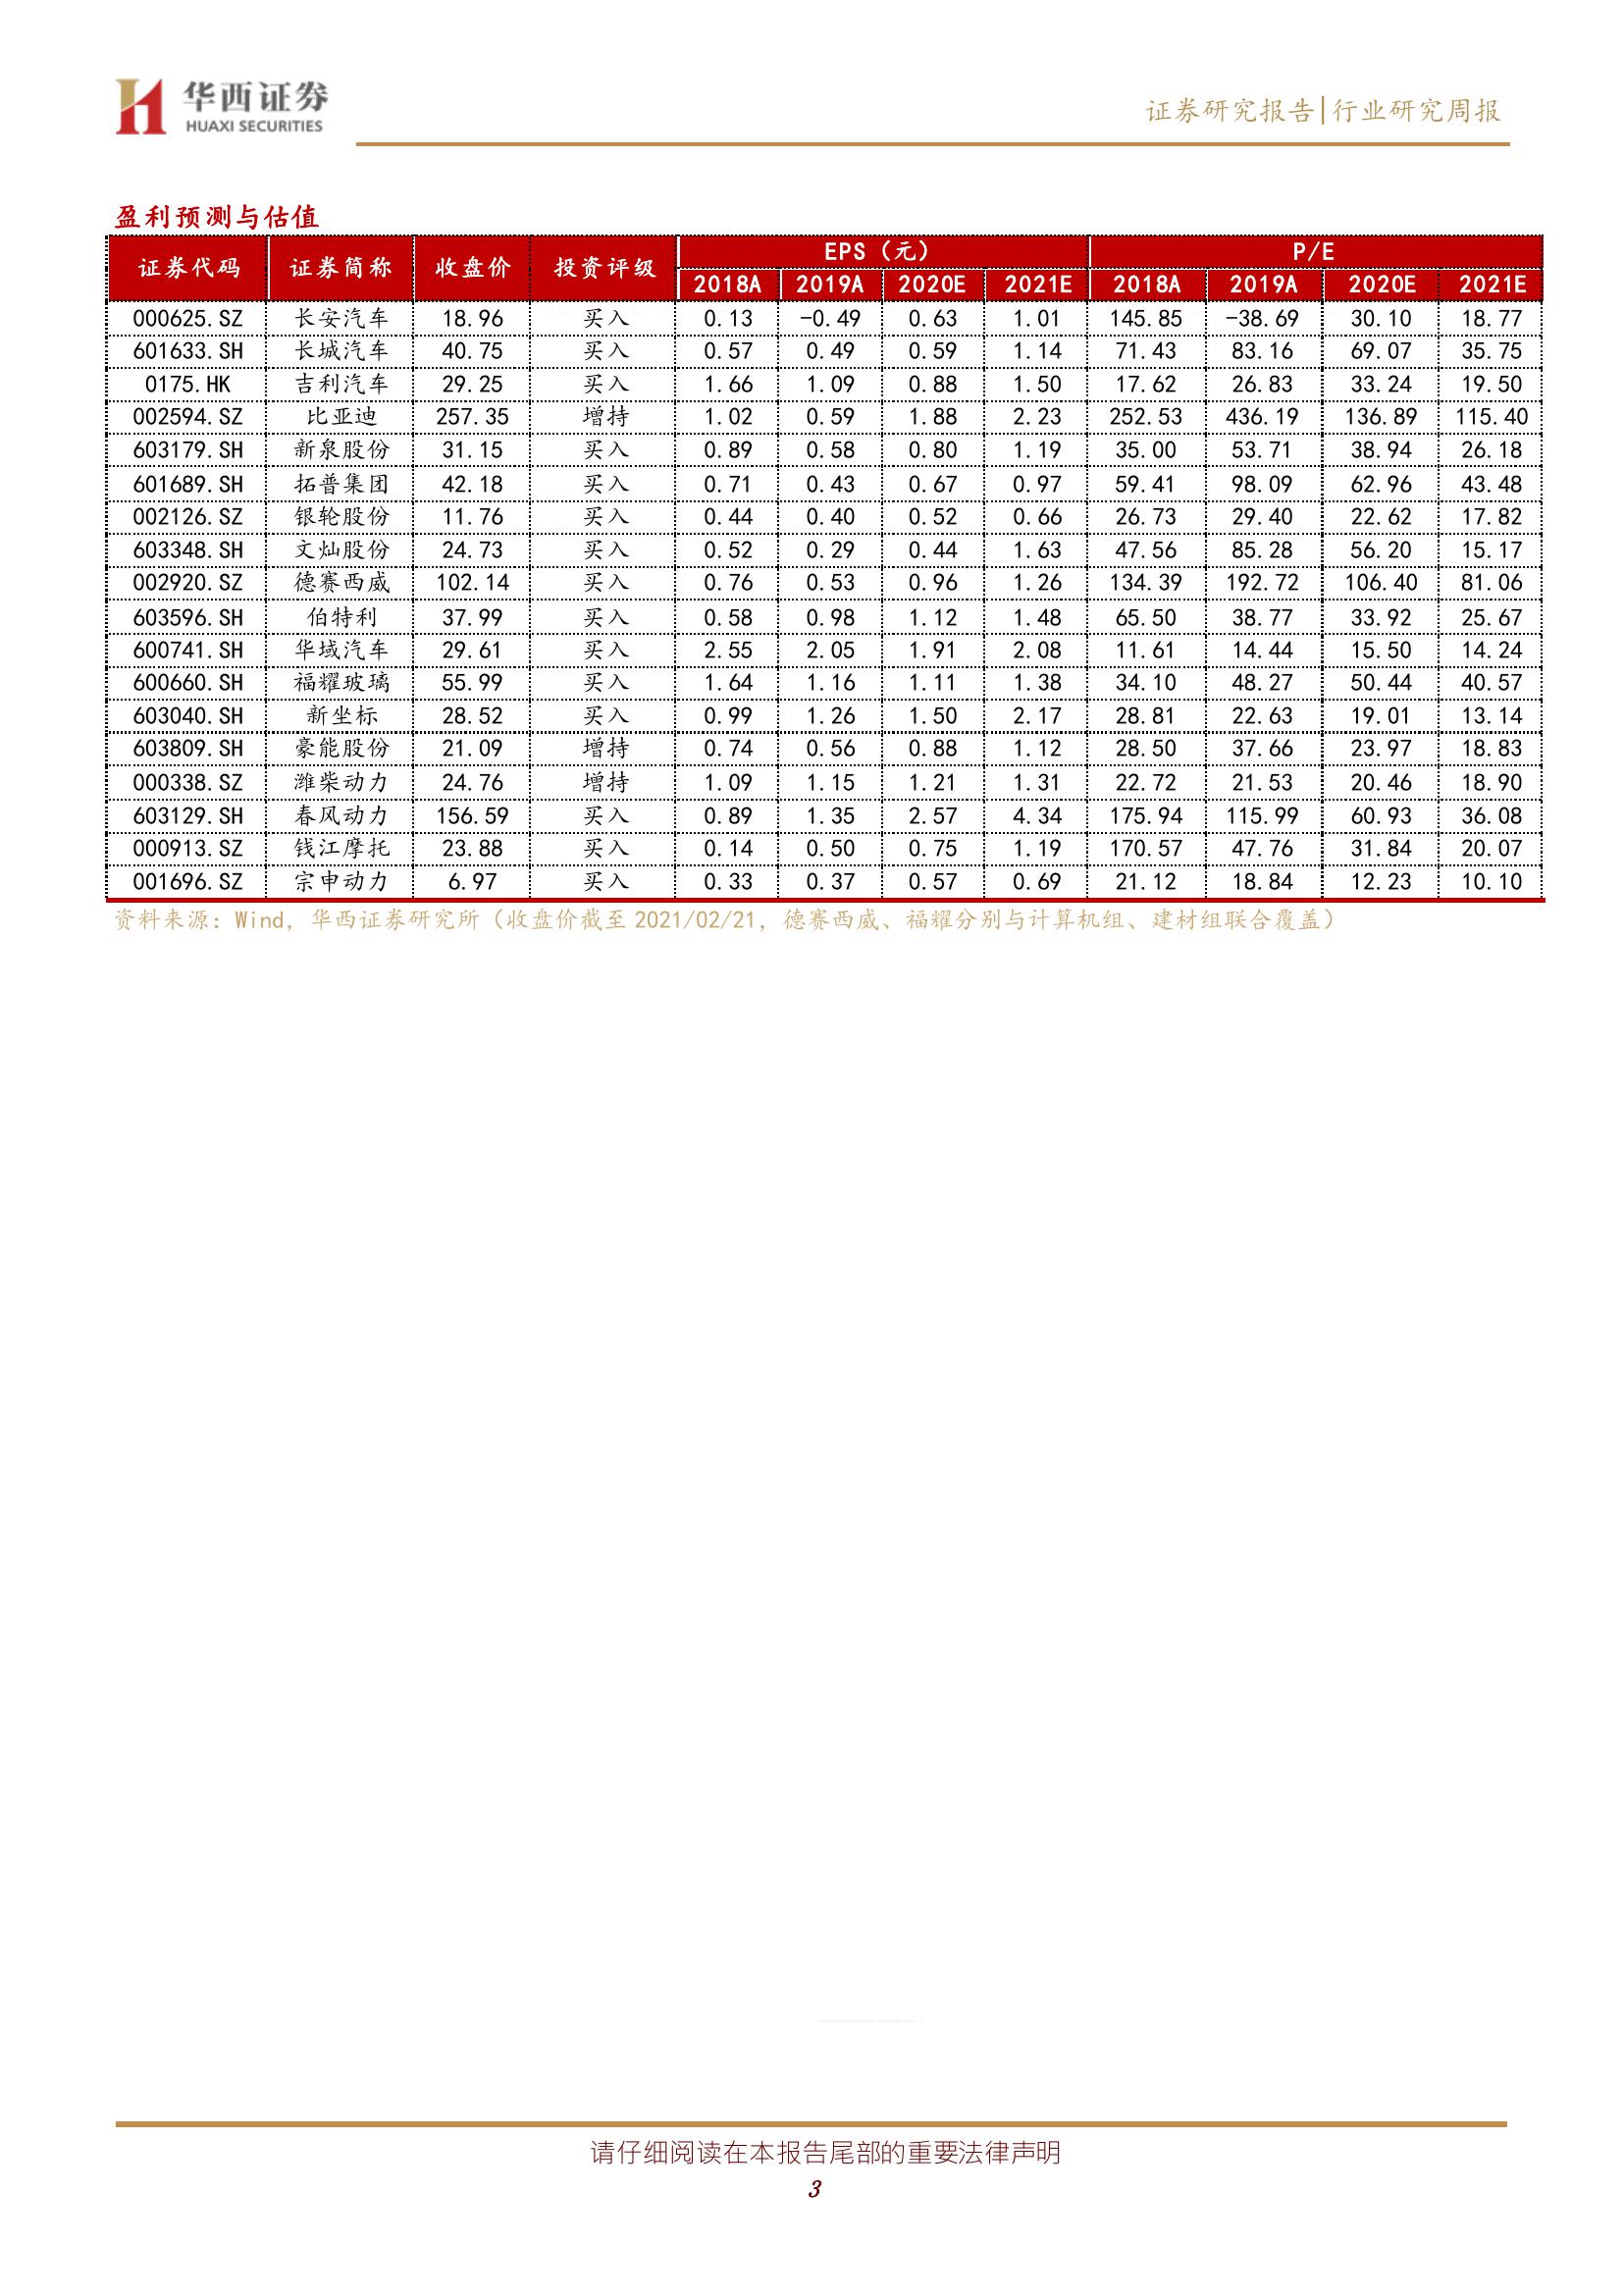 华西证券
HUAXI SECURITIES
证券研究报告|行业研究周报
盈利预测与估值
证券代码 证券简称 收盘价 投资评级 EPS（元） P/E
2018A 2019A 2020E 2021E 2018A 2019A 2020E 2021E
000625.SZ 长安汽车 18.96 买入 0.13 -0.49 0.63 1.01 145.85 -38.69 30.10 18.77
601633.SH 长城汽车 40.75 买入 0.57 0.49 0.59 1.14 71.43 83.16 69.07 35.75
0175.HK 吉利汽车 29.25 买入 1.66 1.09 0.88 1.50 17.62 26.83 33.24 19.50
002594.SZ 比亚迪 257.35 增持 1.02 0.59 1.88 2.23 252.53 436.19 136.89 115.40
603179.SH 新泉股份 31.15 买入 0.89 0.58 0.80 1.19 35.00 53.71 38.94 26.18
601689.SH 拓普集团 42.18 买入 0.71 0.43 0.67 0.97 59.41 98.09 62.96 43.48
002126.SZ 银轮股份 11.76 买入 0.44 0.40 0.52 0.66 26.73 29.40 22.62 17.82
603348.SH 文灿股份 24.73 买入 0.52 0.29 0.44 1.63 47.56 85.28 56.20 15.17
002920.SZ 德赛西威 102.14 买入 0.76 0.53 0.96 1.26 134.39 192.72 106.40 81.06
603596.SH 伯特利 37.99 买入 0.58 0.98 1.12 1.48 65.50 38.77 33.92 25.67
600741.SH 华域汽车 29.61 买入 2.55 2.05 1.91 2.08 11.61 14.44 15.50 14.24
600660.SH 福耀玻璃 55.99 买入 1.64 1.16 1.11 1.38 34.10 48.27 50.44 40.57
603040.SH 新坐标 28.52 买入 0.99 1.26 1.50 2.17 28.81 22.63 19.01 13.14
603809.SH 豪能股份 21.09 增持 0.74 0.56 0.88 1.12 28.50 37.66 23.97 18.83
000338.SZ 潍柴动力 24.76 增持 1.09 1.15 1.21 1.31 22.72 21.53 20.46 18.90
603129.SH 春风动力 156.59 买入 0.89 1.35 2.57 4.34 175.94 115.99 60.93 36.08
000913.SZ 钱江摩托 23.88 买入 0.14 0.50 0.75 1.19 170.57 47.76 31.84 20.07
001696.SZ 宗申动力 6.97 买入 0.33 0.37 0.57 0.69 21.12 18.84 12.23 10.10
资料来源：Wind，华西证券研究所（收盘价截至 2021/02/21，德赛西威、福耀分别与计算机组、建材组联合覆盖）
请仔细阅读在本报告尾部的重要法律声明
3